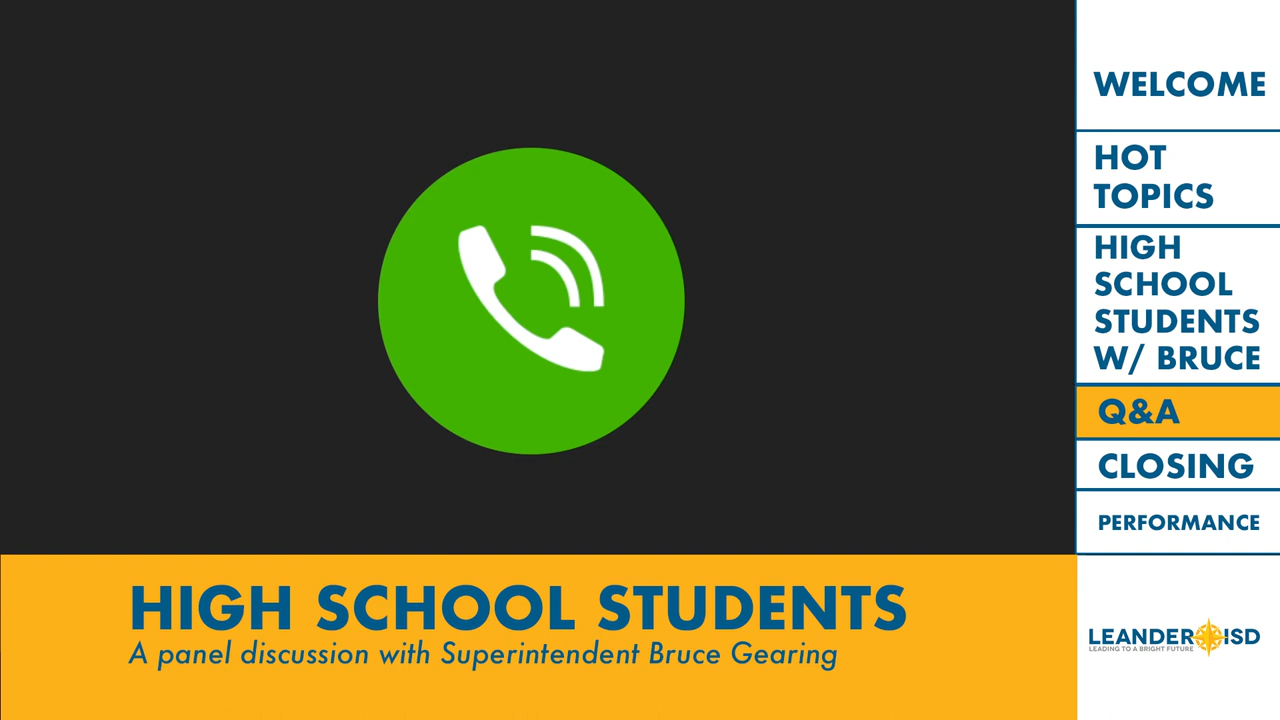 WELCOME
HOT
TOPICS
HIGH
SCHOOL
STUDENTS
W/ BRUCE
Q&A
CLOSING
PERFORMANCE
HIGH SCHOOL STUDENTS
A panel discussion with Superintendent Bruce Gearing
LEANDER ISD
LEADING TO A BRIGHT FUTURE